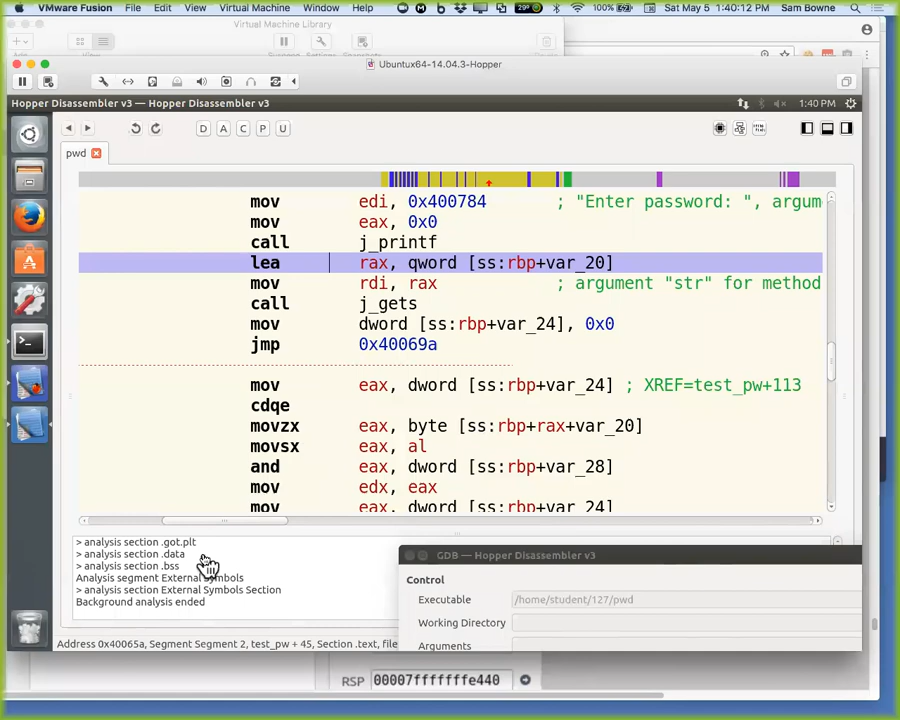 VMware Fusion File Edit View Virtual Machine Window Help 29° 100% Sat May 5 1:40:12 PM Sam Bowne
Virtual Machine Library
Ubuntu64-14.04.3-Hopper
Hopper Disassembler v3 — Hopper Disassembler v3 1:40 PM
D A C P U
pwd
mov edi, 0x400784 ; "Enter password: ", argum
mov eax, 0x0
call j_printf
lea rax, qword [ss:rbp+var_20]
mov rdi, rax ; argument "str" for method
call j_gets
mov dword [ss:rbp+var_24], 0x0
jmp 0x40069a
mov eax, dword [ss:rbp+var_24] ; XREF=test_pw+113
cdqe
movzx eax, byte [ss:rbp+rax+var_20]
movsx eax, al
and eax, dword [ss:rbp+var_28]
mov edx, eax
mov eax, dword [ss:rbp+var_24]
> analysis section .got.plt
> analysis section .data
> analysis section .bss
Analysis segment External Symbols
> analysis section External Symbols Section
Background analysis ended
GDB — Hopper Disassembler v3
Control
Executable /home/student/127/pwd
Working Directory
Arguments
Address 0x40065a, Segment Segment 2, test_pw + 45, Section .text, file
RSP 00007fffffffe440